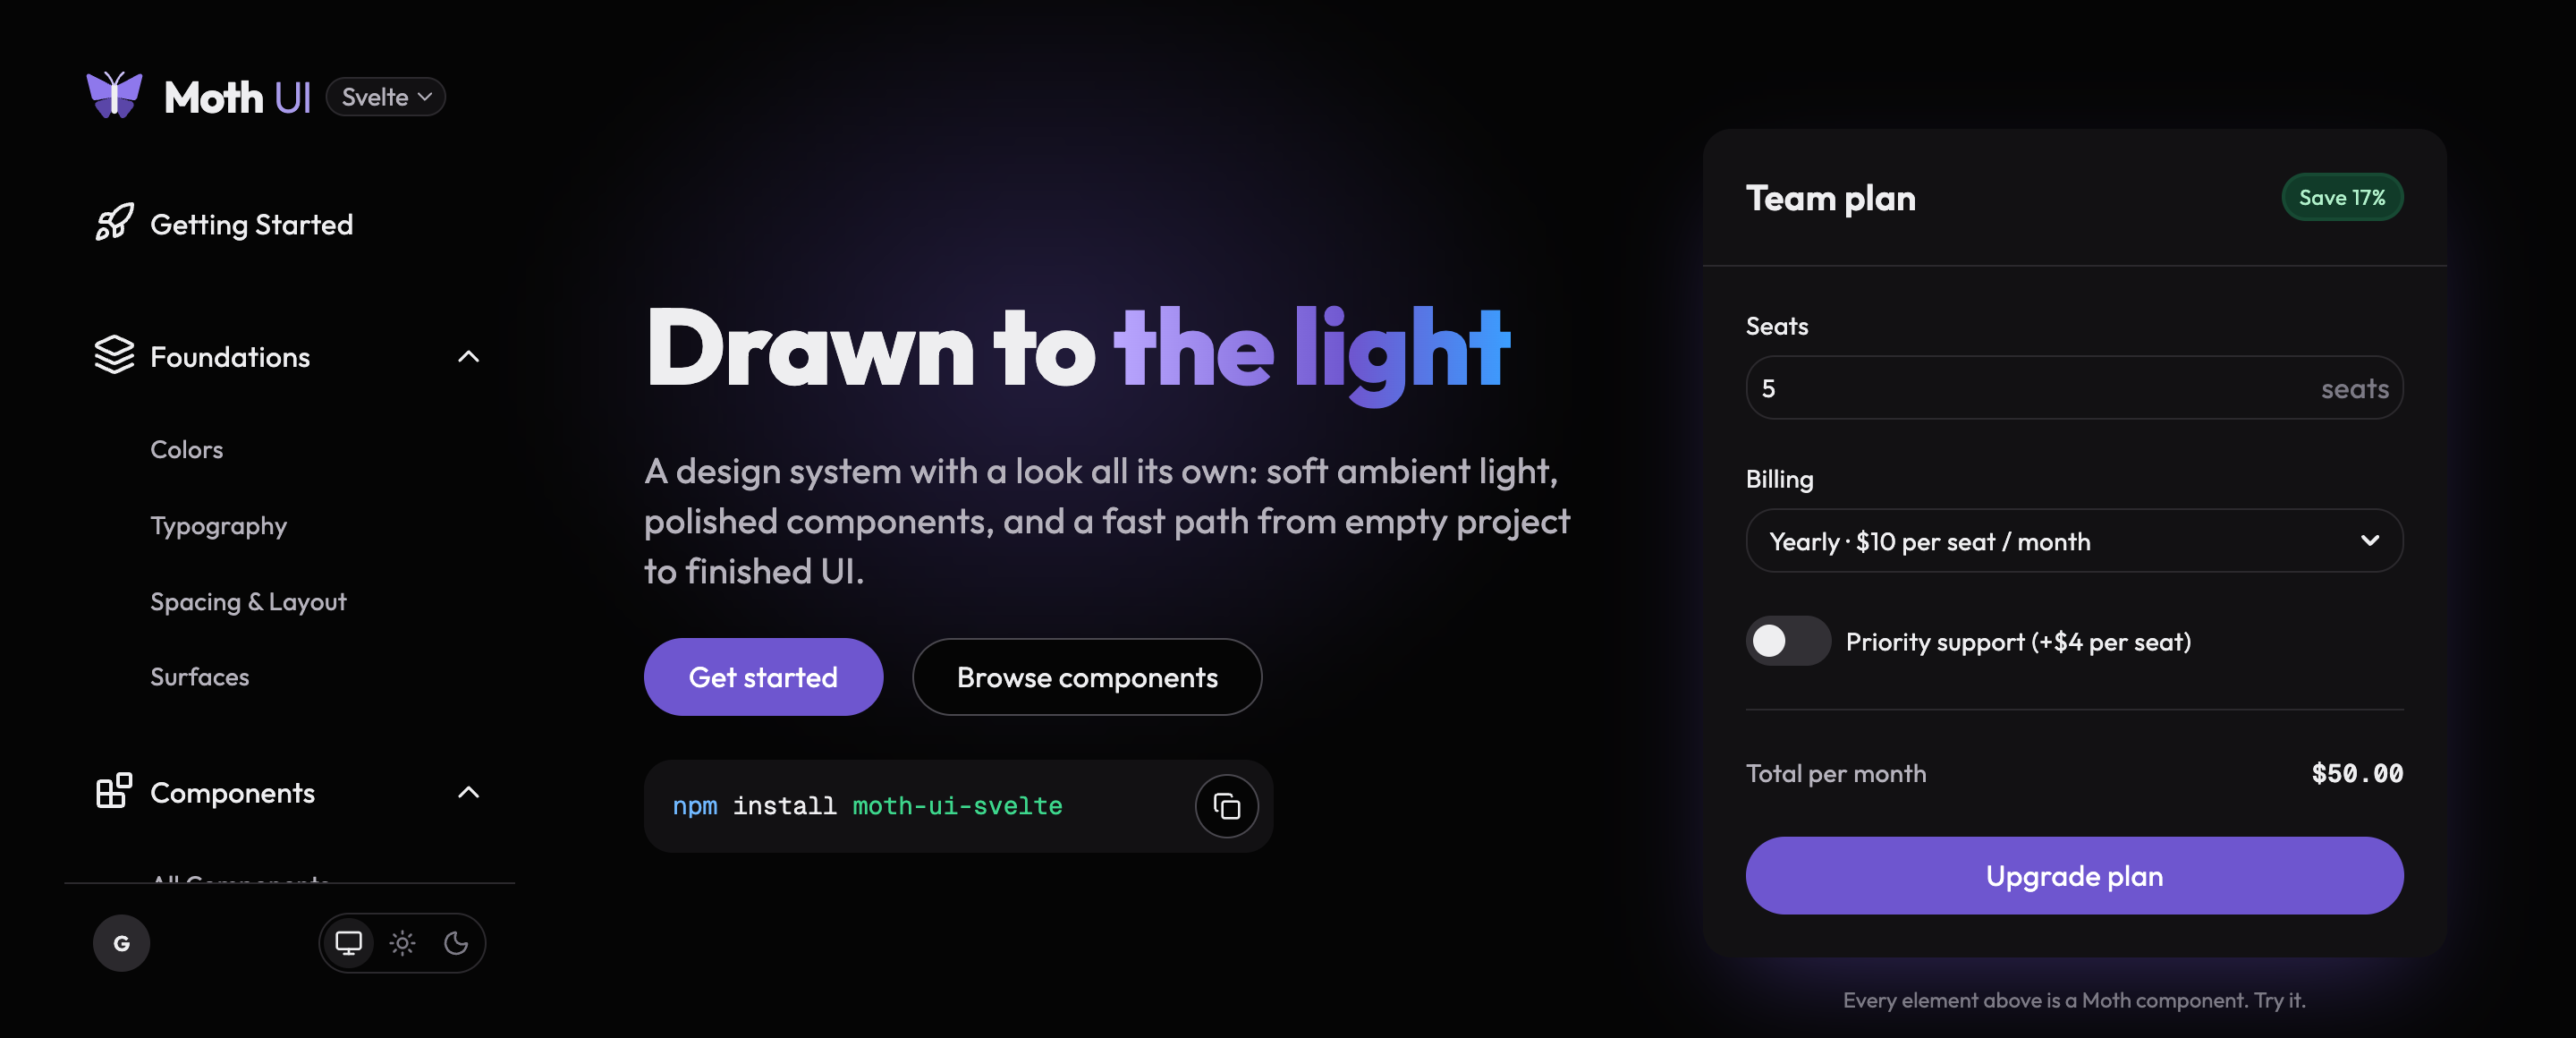 Moth UI
Svelte
Getting Started
Foundations
Colors
Typography
Spacing & Layout
Surfaces
Components
All Components
G
Drawn to the light
A design system with a look all its own: soft ambient light,
polished components, and a fast path from empty project
to finished UI.
Get started
Browse components
npm install moth-ui-svelte
Team plan
Save 17%
Seats
5
seats
Billing
Yearly · $10 per seat / month
Priority support (+$4 per seat)
Total per month
$50.00
Upgrade plan
Every element above is a Moth component. Try it.